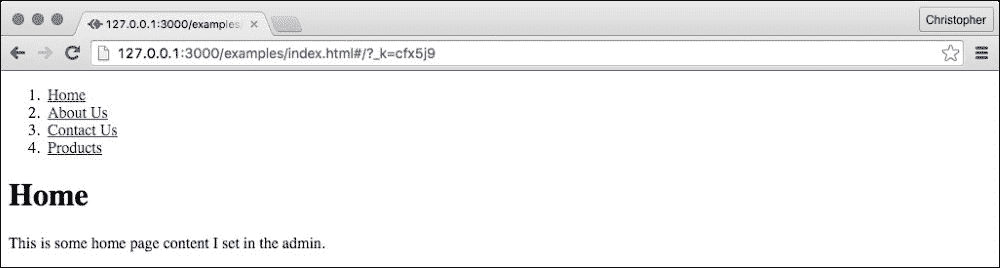 127.0.0.1:3000/examples
Christopher
127.0.0.1:3000/examples/index.html#/?_k=cfx5j9
1. Home
2. About Us
3. Contact Us
4. Products
Home
This is some home page content I set in the admin.